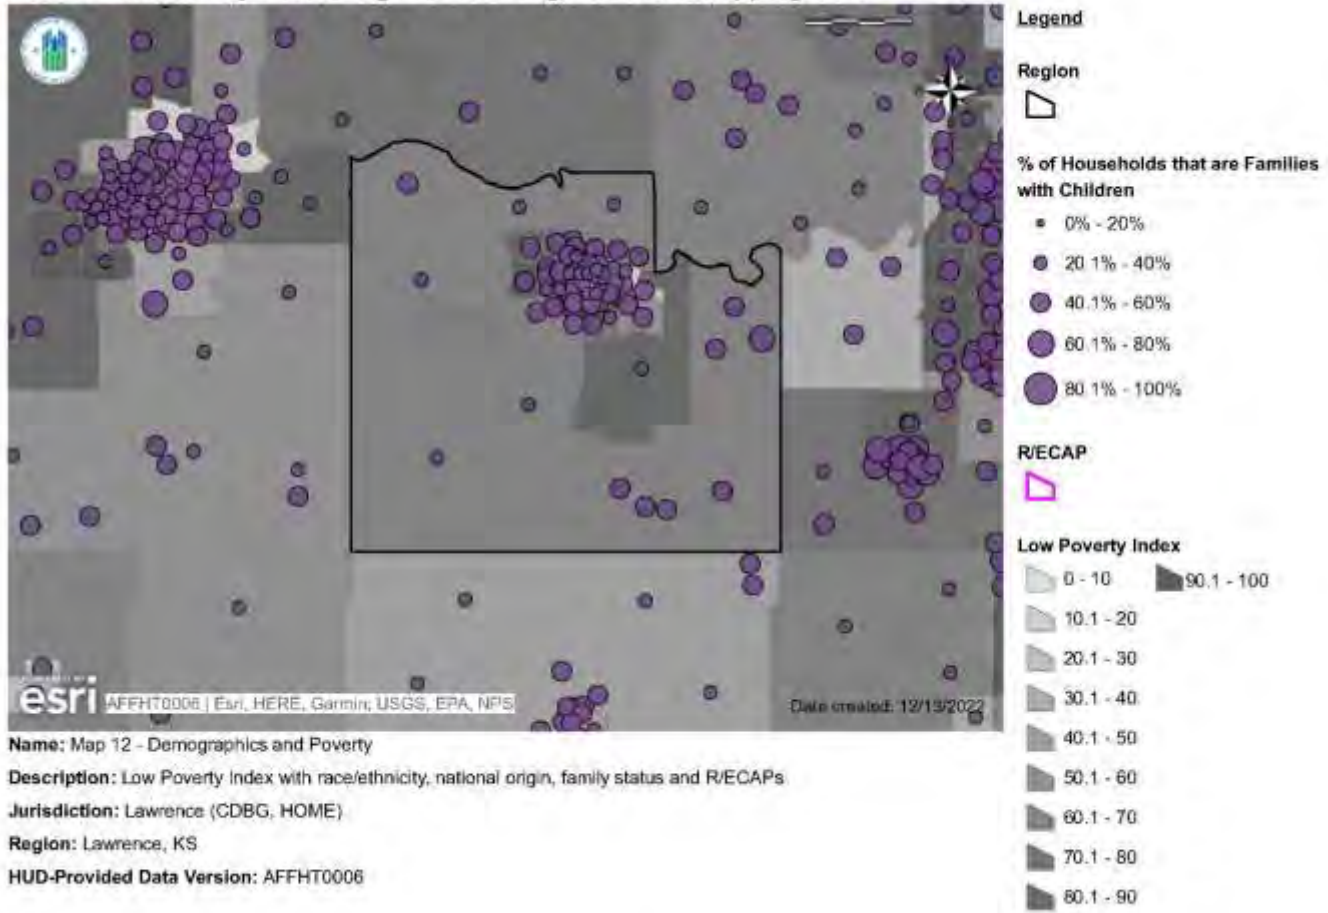 Legend
Region
% of Households that are Families
with Children
0% - 20%
20.1% - 40%
40.1% - 60%
60.1% - 80%
80.1% - 100%
R/ECAP
Low Poverty Index
0 - 10
90.1 - 100
10.1 - 20
20.1 - 30
30.1 - 40
40.1 - 50
50.1 - 60
60.1 - 70
70.1 - 80
80.1 - 90
esri
AFFHT0006 | Esri, HERE, Garmin, USGS, EPA, NPS
Date created: 12/13/2022
Name: Map 12 - Demographics and Poverty
Description: Low Poverty Index with race/ethnicity, national origin, family status and R/ECAPs
Jurisdiction: Lawrence (CDBG, HOME)
Region: Lawrence, KS
HUD-Provided Data Version: AFFHT0006